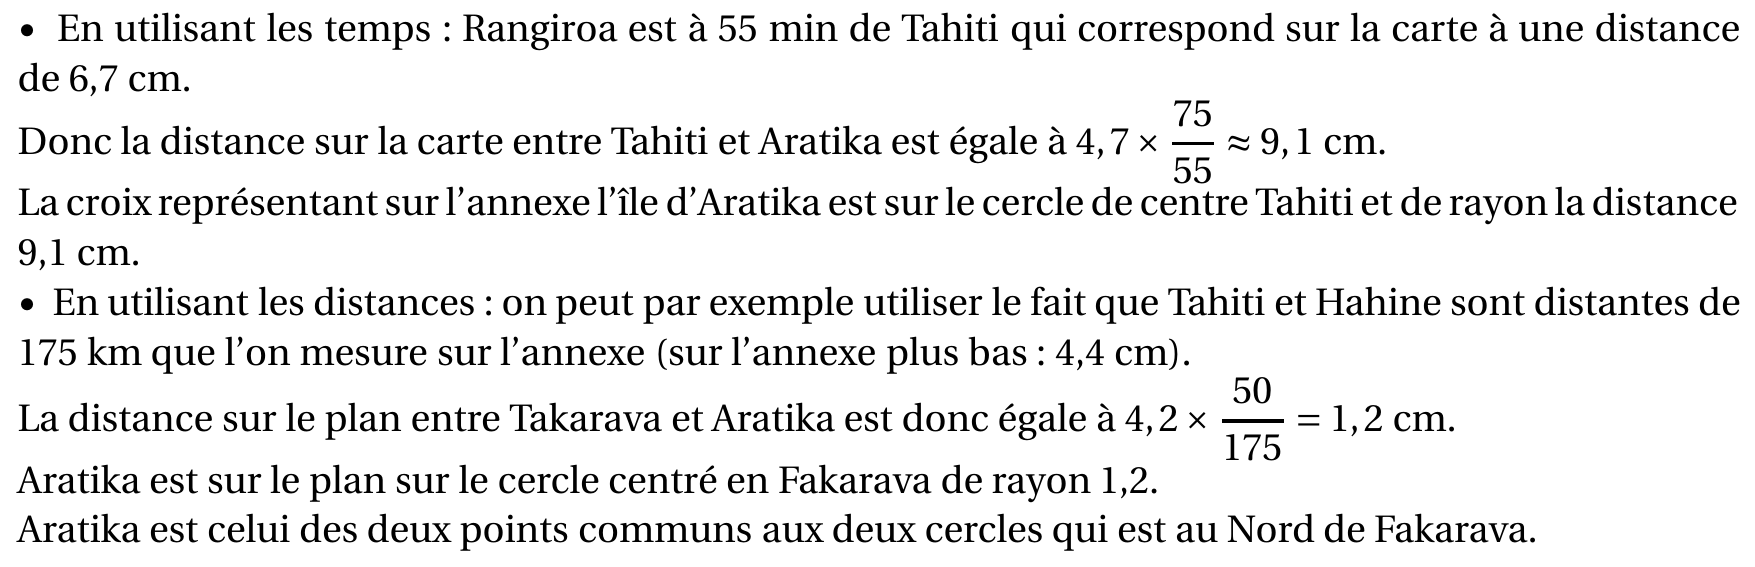 • En utilisant les temps : Rangiroa est à 55 min de Tahiti qui correspond sur la carte à une distance
de 6,7 cm.
Donc la distance sur la carte entre Tahiti et Aratika est égale à 4,7 × 75/55 ≈ 9,1 cm.
La croix représentant sur l'annexe l'île d'Aratika est sur le cercle de centre Tahiti et de rayon la distance
9,1 cm.
• En utilisant les distances : on peut par exemple utiliser le fait que Tahiti et Hahine sont distantes de
175 km que l'on mesure sur l'annexe (sur l'annexe plus bas : 4,4 cm).
La distance sur le plan entre Takarava et Aratika est donc égale à 4,2 × 50/175 = 1,2 cm.
Aratika est sur le plan sur le cercle centré en Fakarava de rayon 1,2.
Aratika est celui des deux points communs aux deux cercles qui est au Nord de Fakarava.